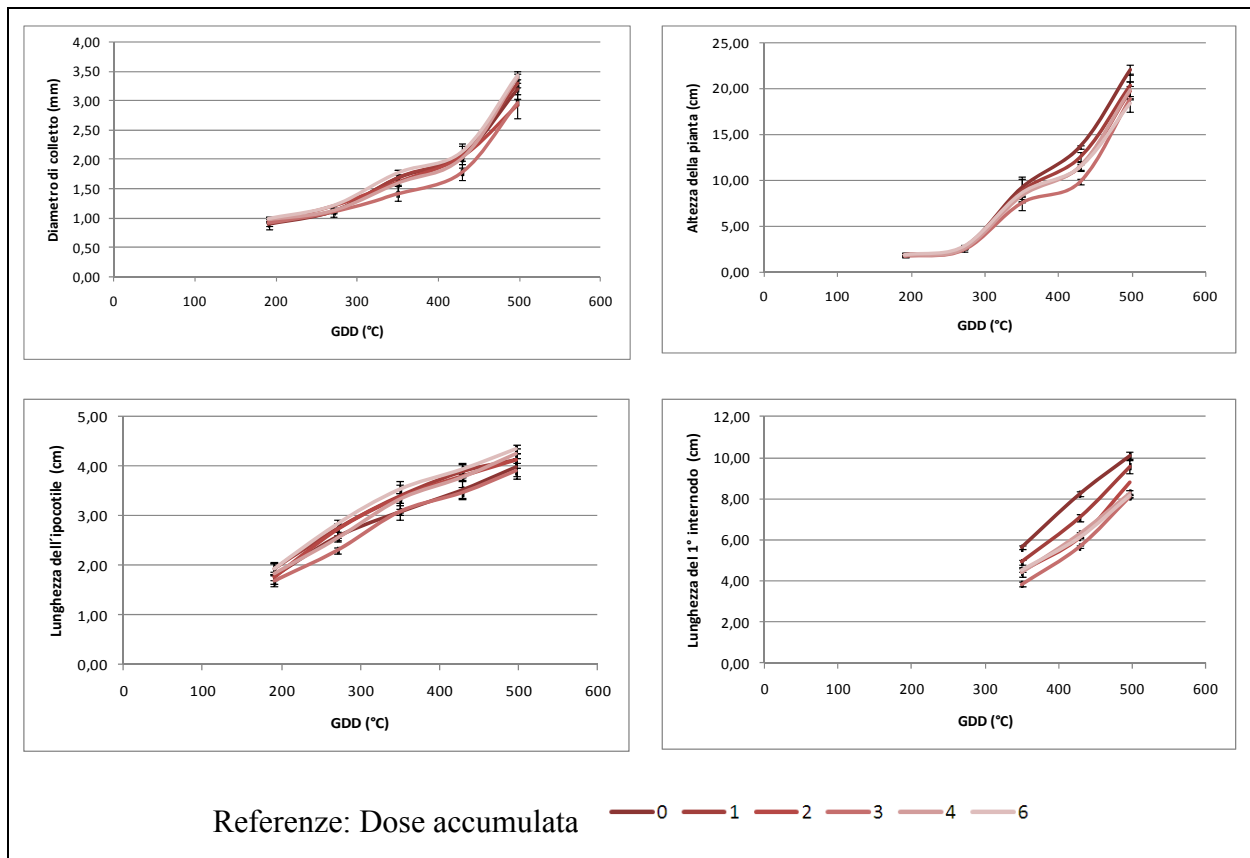 4,00
3,50
3,00
2,50
2,00
1,50
1,00
0,50
0,00
Diametro di colletto (mm)
0 100 200 300 400 500 600
GDD (°C)
25,00
20,00
15,00
10,00
5,00
0,00
Altezza della pianta (cm)
0 100 200 300 400 500 600
GDD (°C)
5,00
4,00
3,00
2,00
1,00
0,00
Lunghezza dell´ipocotile (cm)
0 100 200 300 400 500 600
GDD (°C)
12,00
10,00
8,00
6,00
4,00
2,00
0,00
Lunghezza del 1° internodo (cm)
0 100 200 300 400 500 600
GDD (°C)
Referenze: Dose accumulata 0 1 2 3 4 6